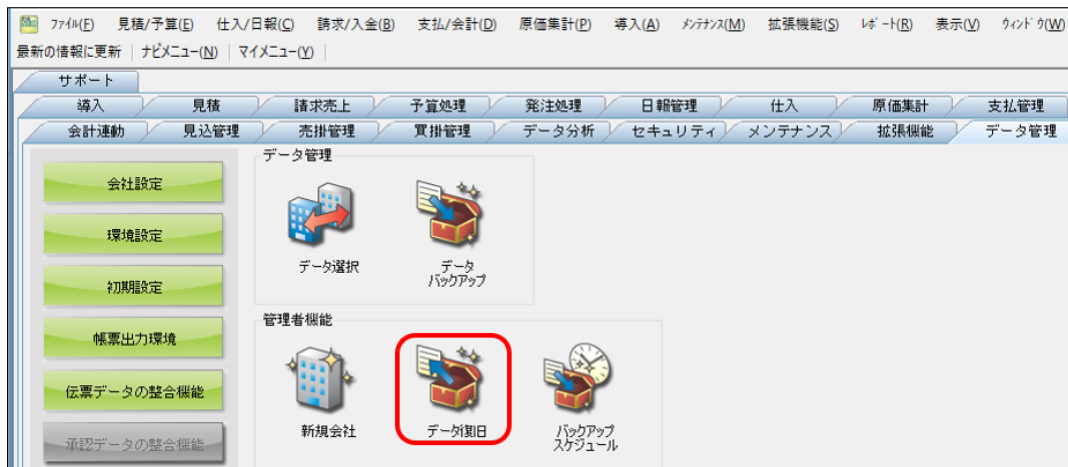 ファイル(F) 見積/予算(E) 仕入/日報(C) 請求/入金(B) 支払/会計(D) 原価集計(P) 導入(A) メンテナンス(M) 拡張機能(S) レポート(R) 表示(V) ウィンドウ(W)
最新の情報に更新 ナビメニュー(N) マイメニュー(Y)
サポート
導入 見積 請求売上 予算処理 発注処理 日報管理 仕入 原価集計 支払管理
会計連動 見込管理 売掛管理 買掛管理 データ分析 セキュリティ メンテナンス 拡張機能 データ管理
会社設定
環境設定
初期設定
帳票出力環境
伝票データの整合機能
承認データの整合機能
データ管理
データ選択
データ
バックアップ
管理者機能
新規会社
データ復旧
バックアップ
スケジュール